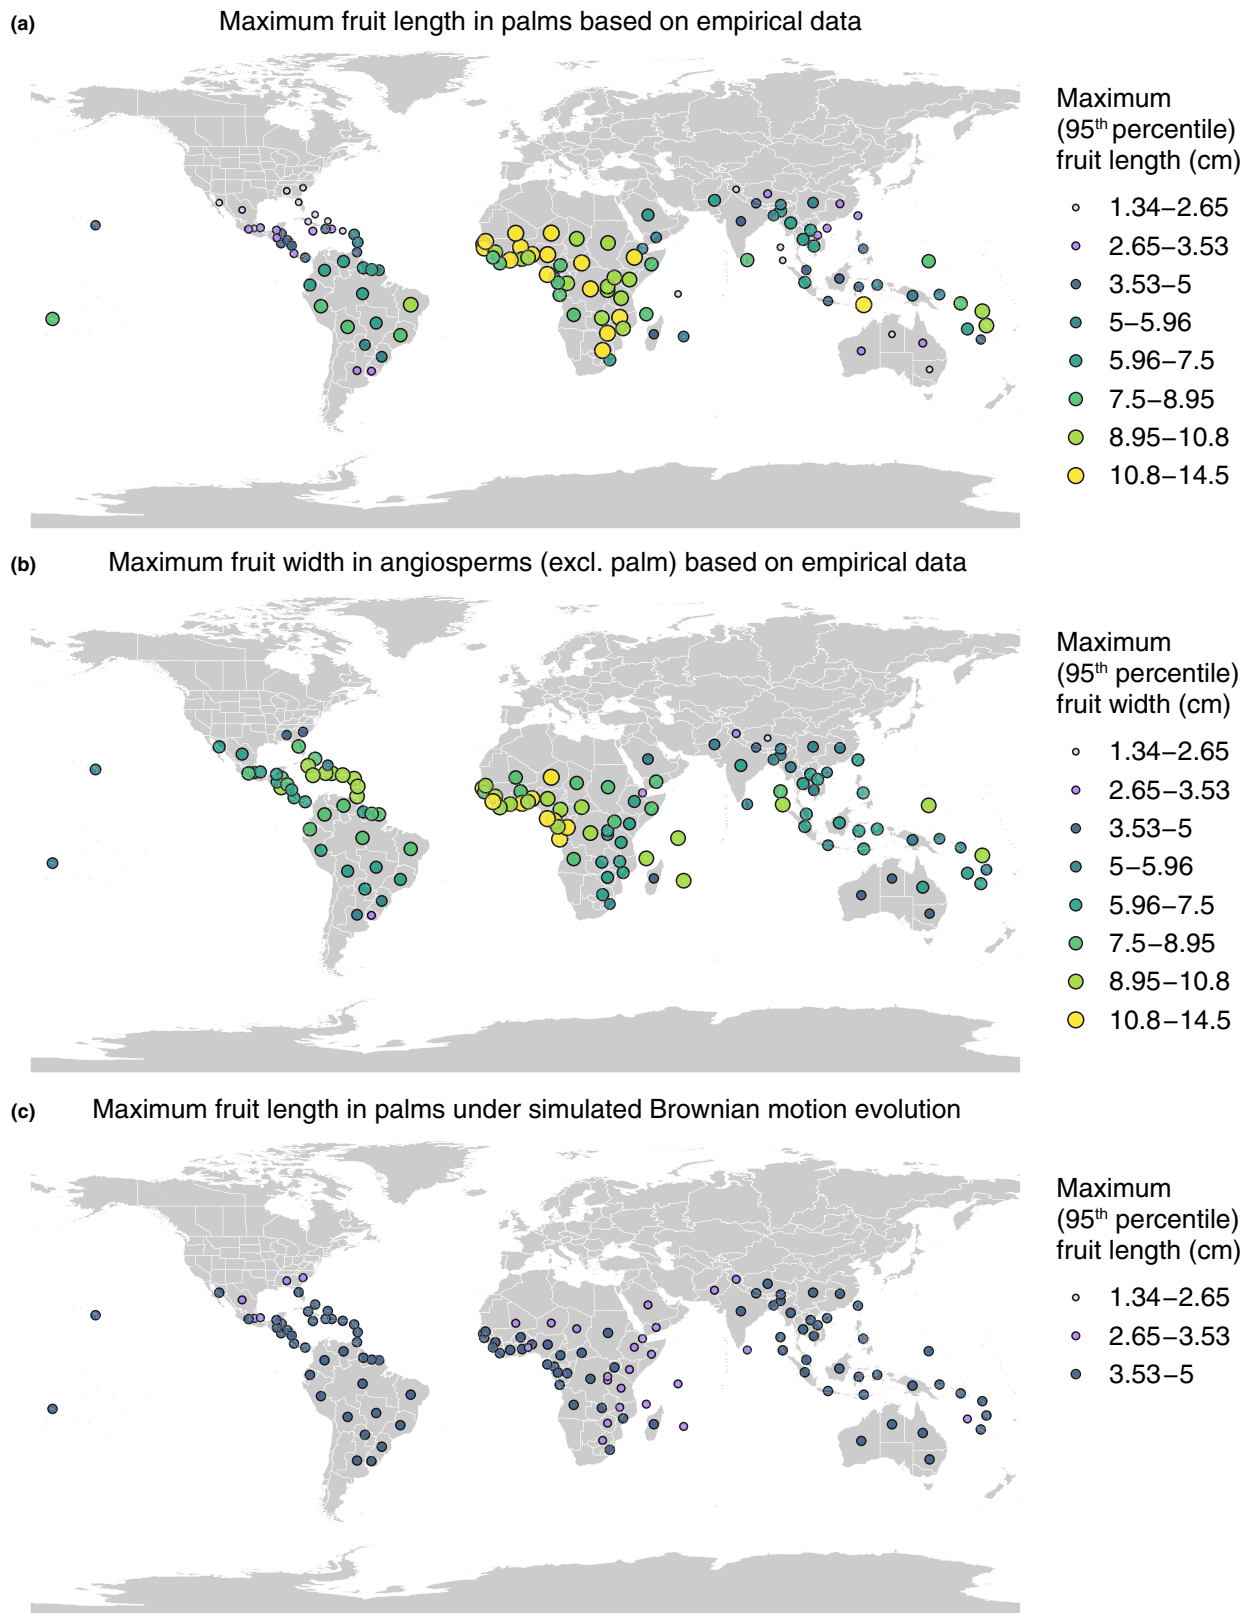 (a)
Maximum fruit length in palms based on empirical data
Maximum
(95th percentile)
fruit length (cm)
1.34–2.65
2.65–3.53
3.53–5
5–5.96
5.96–7.5
7.5–8.95
8.95–10.8
10.8–14.5
(b)
Maximum fruit width in angiosperms (excl. palm) based on empirical data
Maximum
(95th percentile)
fruit width (cm)
1.34–2.65
2.65–3.53
3.53–5
5–5.96
5.96–7.5
7.5–8.95
8.95–10.8
10.8–14.5
(c)
Maximum fruit length in palms under simulated Brownian motion evolution
Maximum
(95th percentile)
fruit length (cm)
1.34–2.65
2.65–3.53
3.53–5